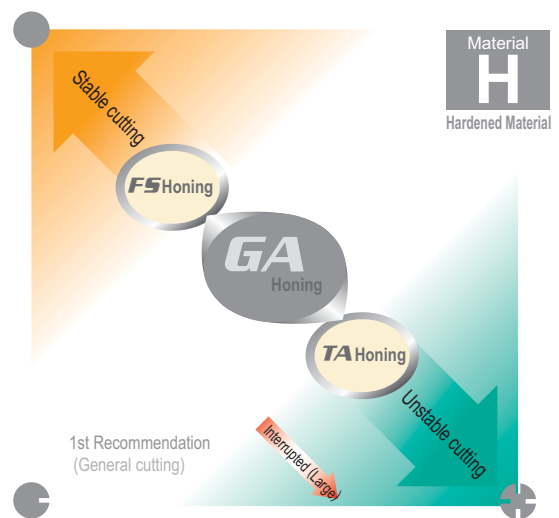 Material
H
Hardened Material
Stable cutting
FS Honing
GA
Honing
TA Honing
Unstable cutting
Interrupted (Large)
1st Recommendation
(General cutting)